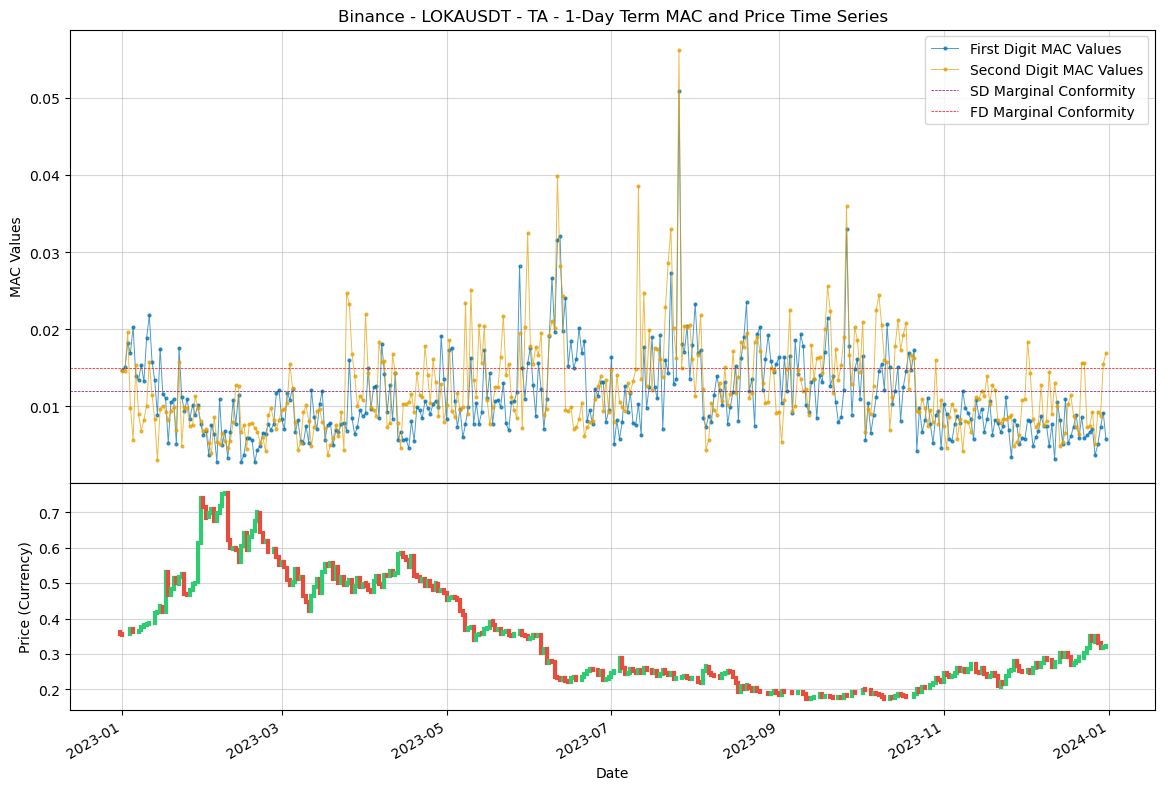 Binance - LOKAUSDT - TA - 1-Day Term MAC and Price Time Series
First Digit MAC Values
Second Digit MAC Values
SD Marginal Conformity
FD Marginal Conformity
MAC Values
0.05
0.04
0.03
0.02
0.01
Price (Currency)
0.7
0.6
0.5
0.4
0.3
0.2
2023-01
2023-03
2023-05
2023-07
2023-09
2023-11
2024-01
Date